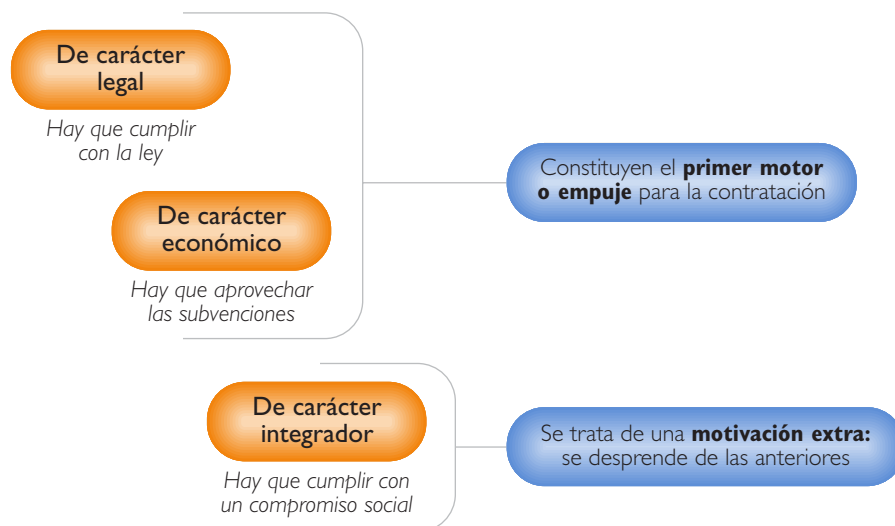 De carácter
legal
Hay que cumplir
con la ley
De carácter
económico
Hay que aprovechar
las subvenciones
Constituyen el primer motor
o empuje para la contratación
De carácter
integrador
Hay que cumplir con
un compromiso social
Se trata de una motivación extra:
se desprende de las anteriores